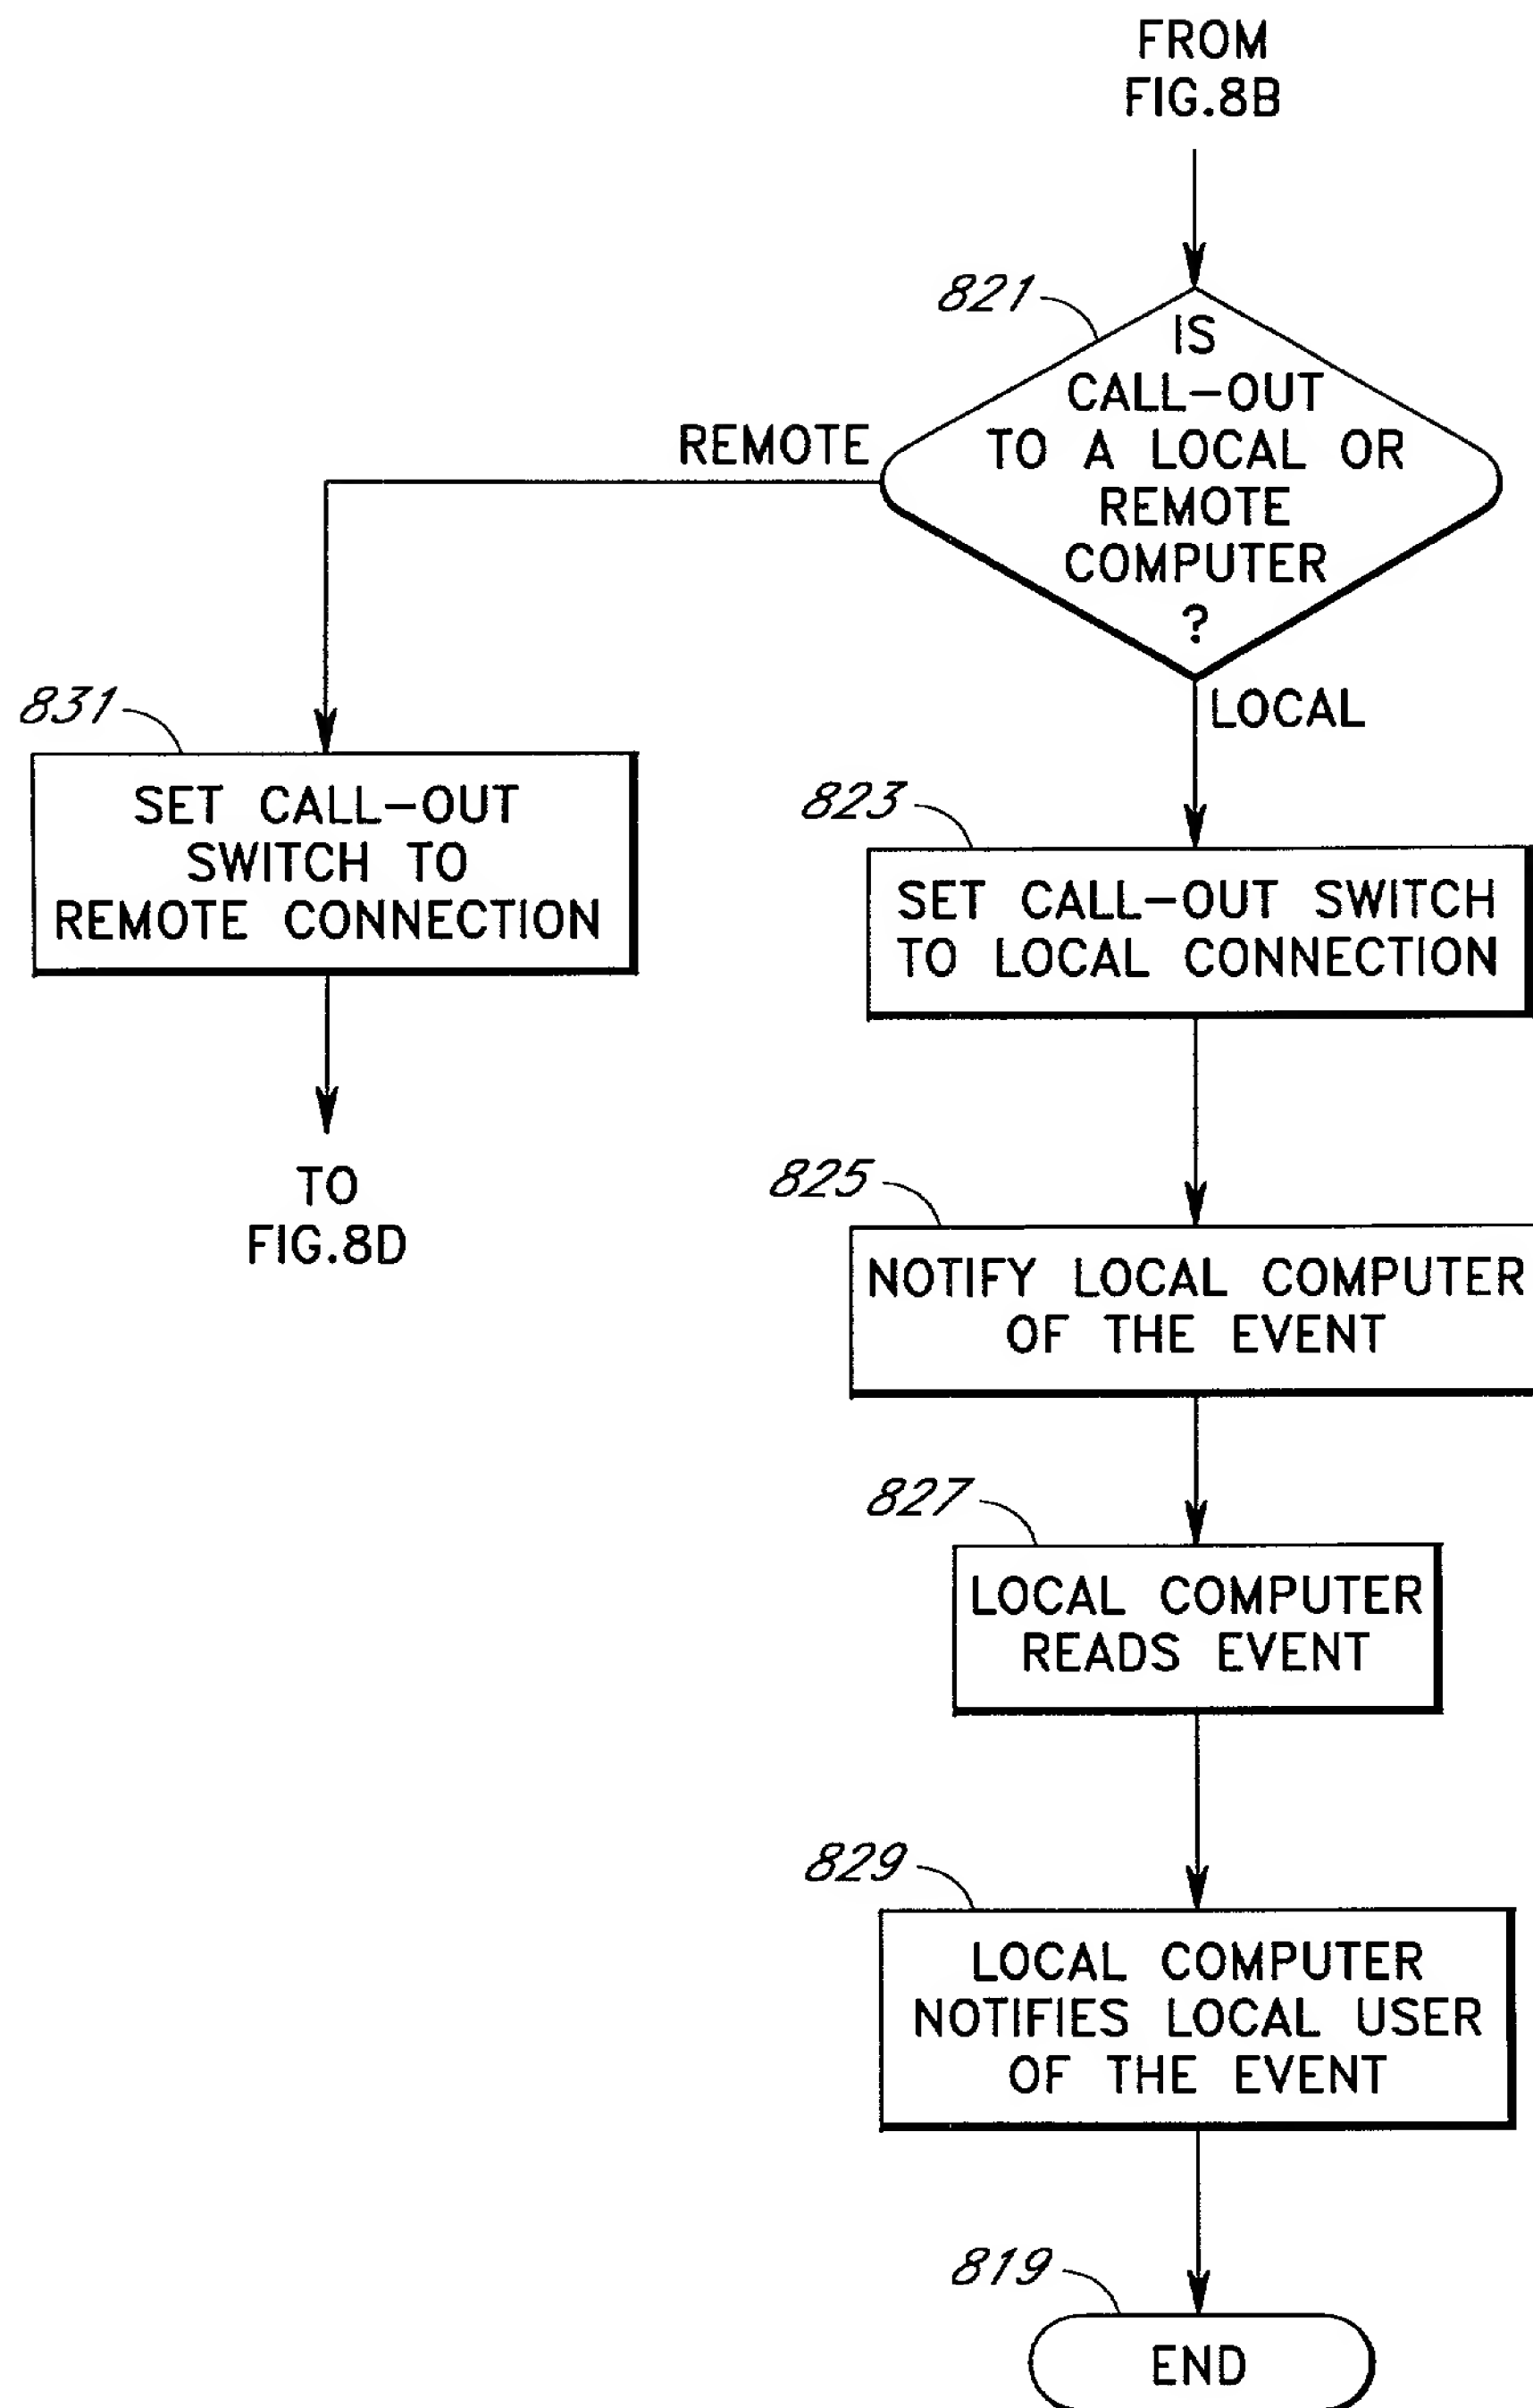 FROM
FIG.8B
821
IS
CALL-OUT
TO A LOCAL OR
REMOTE
COMPUTER
?
REMOTE
LOCAL
831
SET CALL-OUT
SWITCH TO
REMOTE CONNECTION
TO
FIG.8D
823
SET CALL-OUT SWITCH
TO LOCAL CONNECTION
825
NOTIFY LOCAL COMPUTER
OF THE EVENT
827
LOCAL COMPUTER
READS EVENT
829
LOCAL COMPUTER
NOTIFIES LOCAL USER
OF THE EVENT
819
END